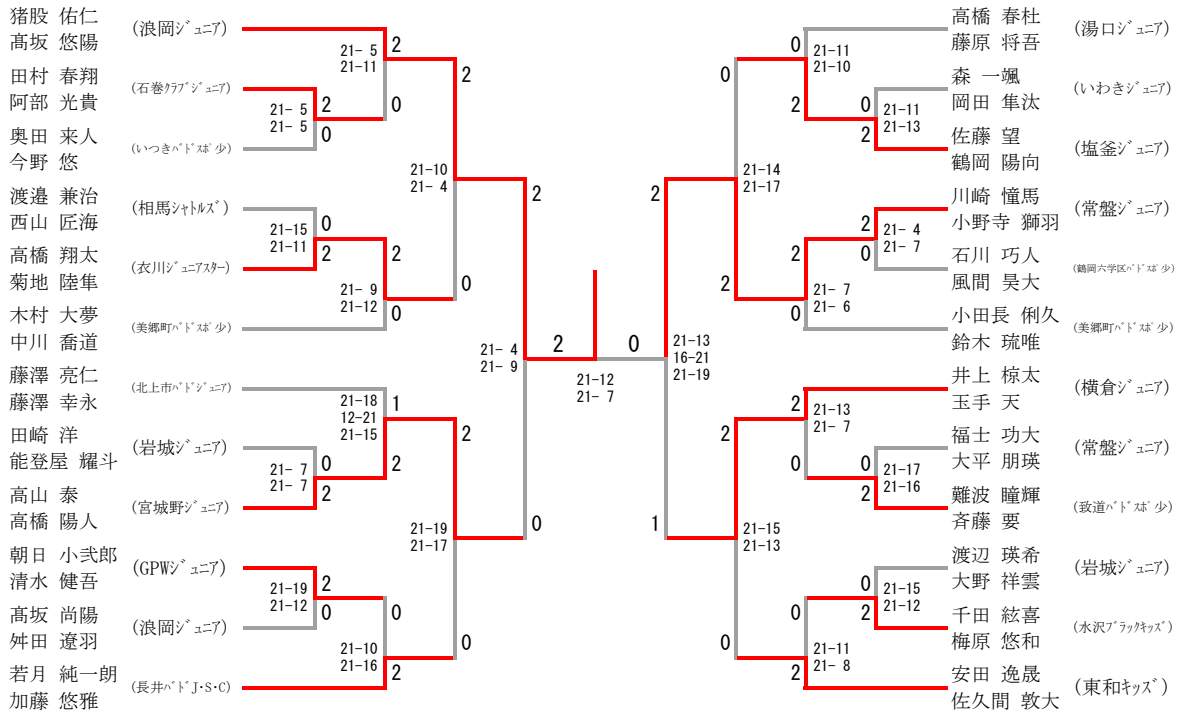 猪股 佑仁
髙坂 悠陽
(浪岡ジュニア)
田村 春翔
阿部 光貴
(石巻クラブジュニア)
奥田 来人
今野 悠
(いつきバドスポ少)
渡邉 兼治
西山 匠海
(相馬シャトルズ)
高橋 翔太
菊地 陸隼
(衣川ジュニアスター)
木村 大夢
中川 喬道
(美郷町バドスポ少)
藤澤 亮仁
藤澤 幸永
(北上市バドジュニア)
田崎 洋
能登屋 耀斗
(岩城ジュニア)
高山 泰
高橋 陽人
(宮城野ジュニア)
朝日 小弐郎
清水 健吾
(GPWジュニア)
髙坂 尚陽
舛田 遼羽
(浪岡ジュニア)
若月 純一朗
加藤 悠雅
(長井バドJ・S・C)
21- 5
21-11
2
0
21- 5
21- 5
2
0
21-15
21-11
0
2
21- 9
21-12
2
0
21-10
21- 4
2
0
21-18
12-21
21-15
1
2
21- 7
21- 7
0
2
21-19
21-12
2
0
21-10
21-16
0
2
21-19
21-17
2
0
21- 4
21- 9
2
0
2
0
21-12
21- 7
21-13
16-21
21-19
2
1
21-14
21-17
0
2
21-11
21-10
0
2
21-11
21-13
0
2
21- 4
21- 7
2
0
21- 7
21- 6
2
0
21-15
21-13
2
0
21-13
21- 7
2
0
21-17
21-16
0
2
21-15
21-12
0
2
21-11
21- 8
0
2
高橋 春杜
藤原 将吾
(湯口ジュニア)
森 一颯
岡田 隼汰
(いわきジュニア)
佐藤 望
鶴岡 陽向
(塩釜ジュニア)
川崎 憧馬
小野寺 獅羽
(常盤ジュニア)
石川 巧人
風間 昊大
(鶴岡六学区バドスポ少)
小田長 俐久
鈴木 琉唯
(美郷町バドスポ少)
井上 椋太
玉手 天
(横倉ジュニア)
福士 功大
大平 朋瑛
(常盤ジュニア)
難波 瞳輝
斉藤 要
(致道バドスポ少)
渡辺 瑛希
大野 祥雲
(岩城ジュニア)
千田 絃喜
梅原 悠和
(水沢ブラックキッズ)
安田 逸晟
佐久間 敦大
(東和キッズ)